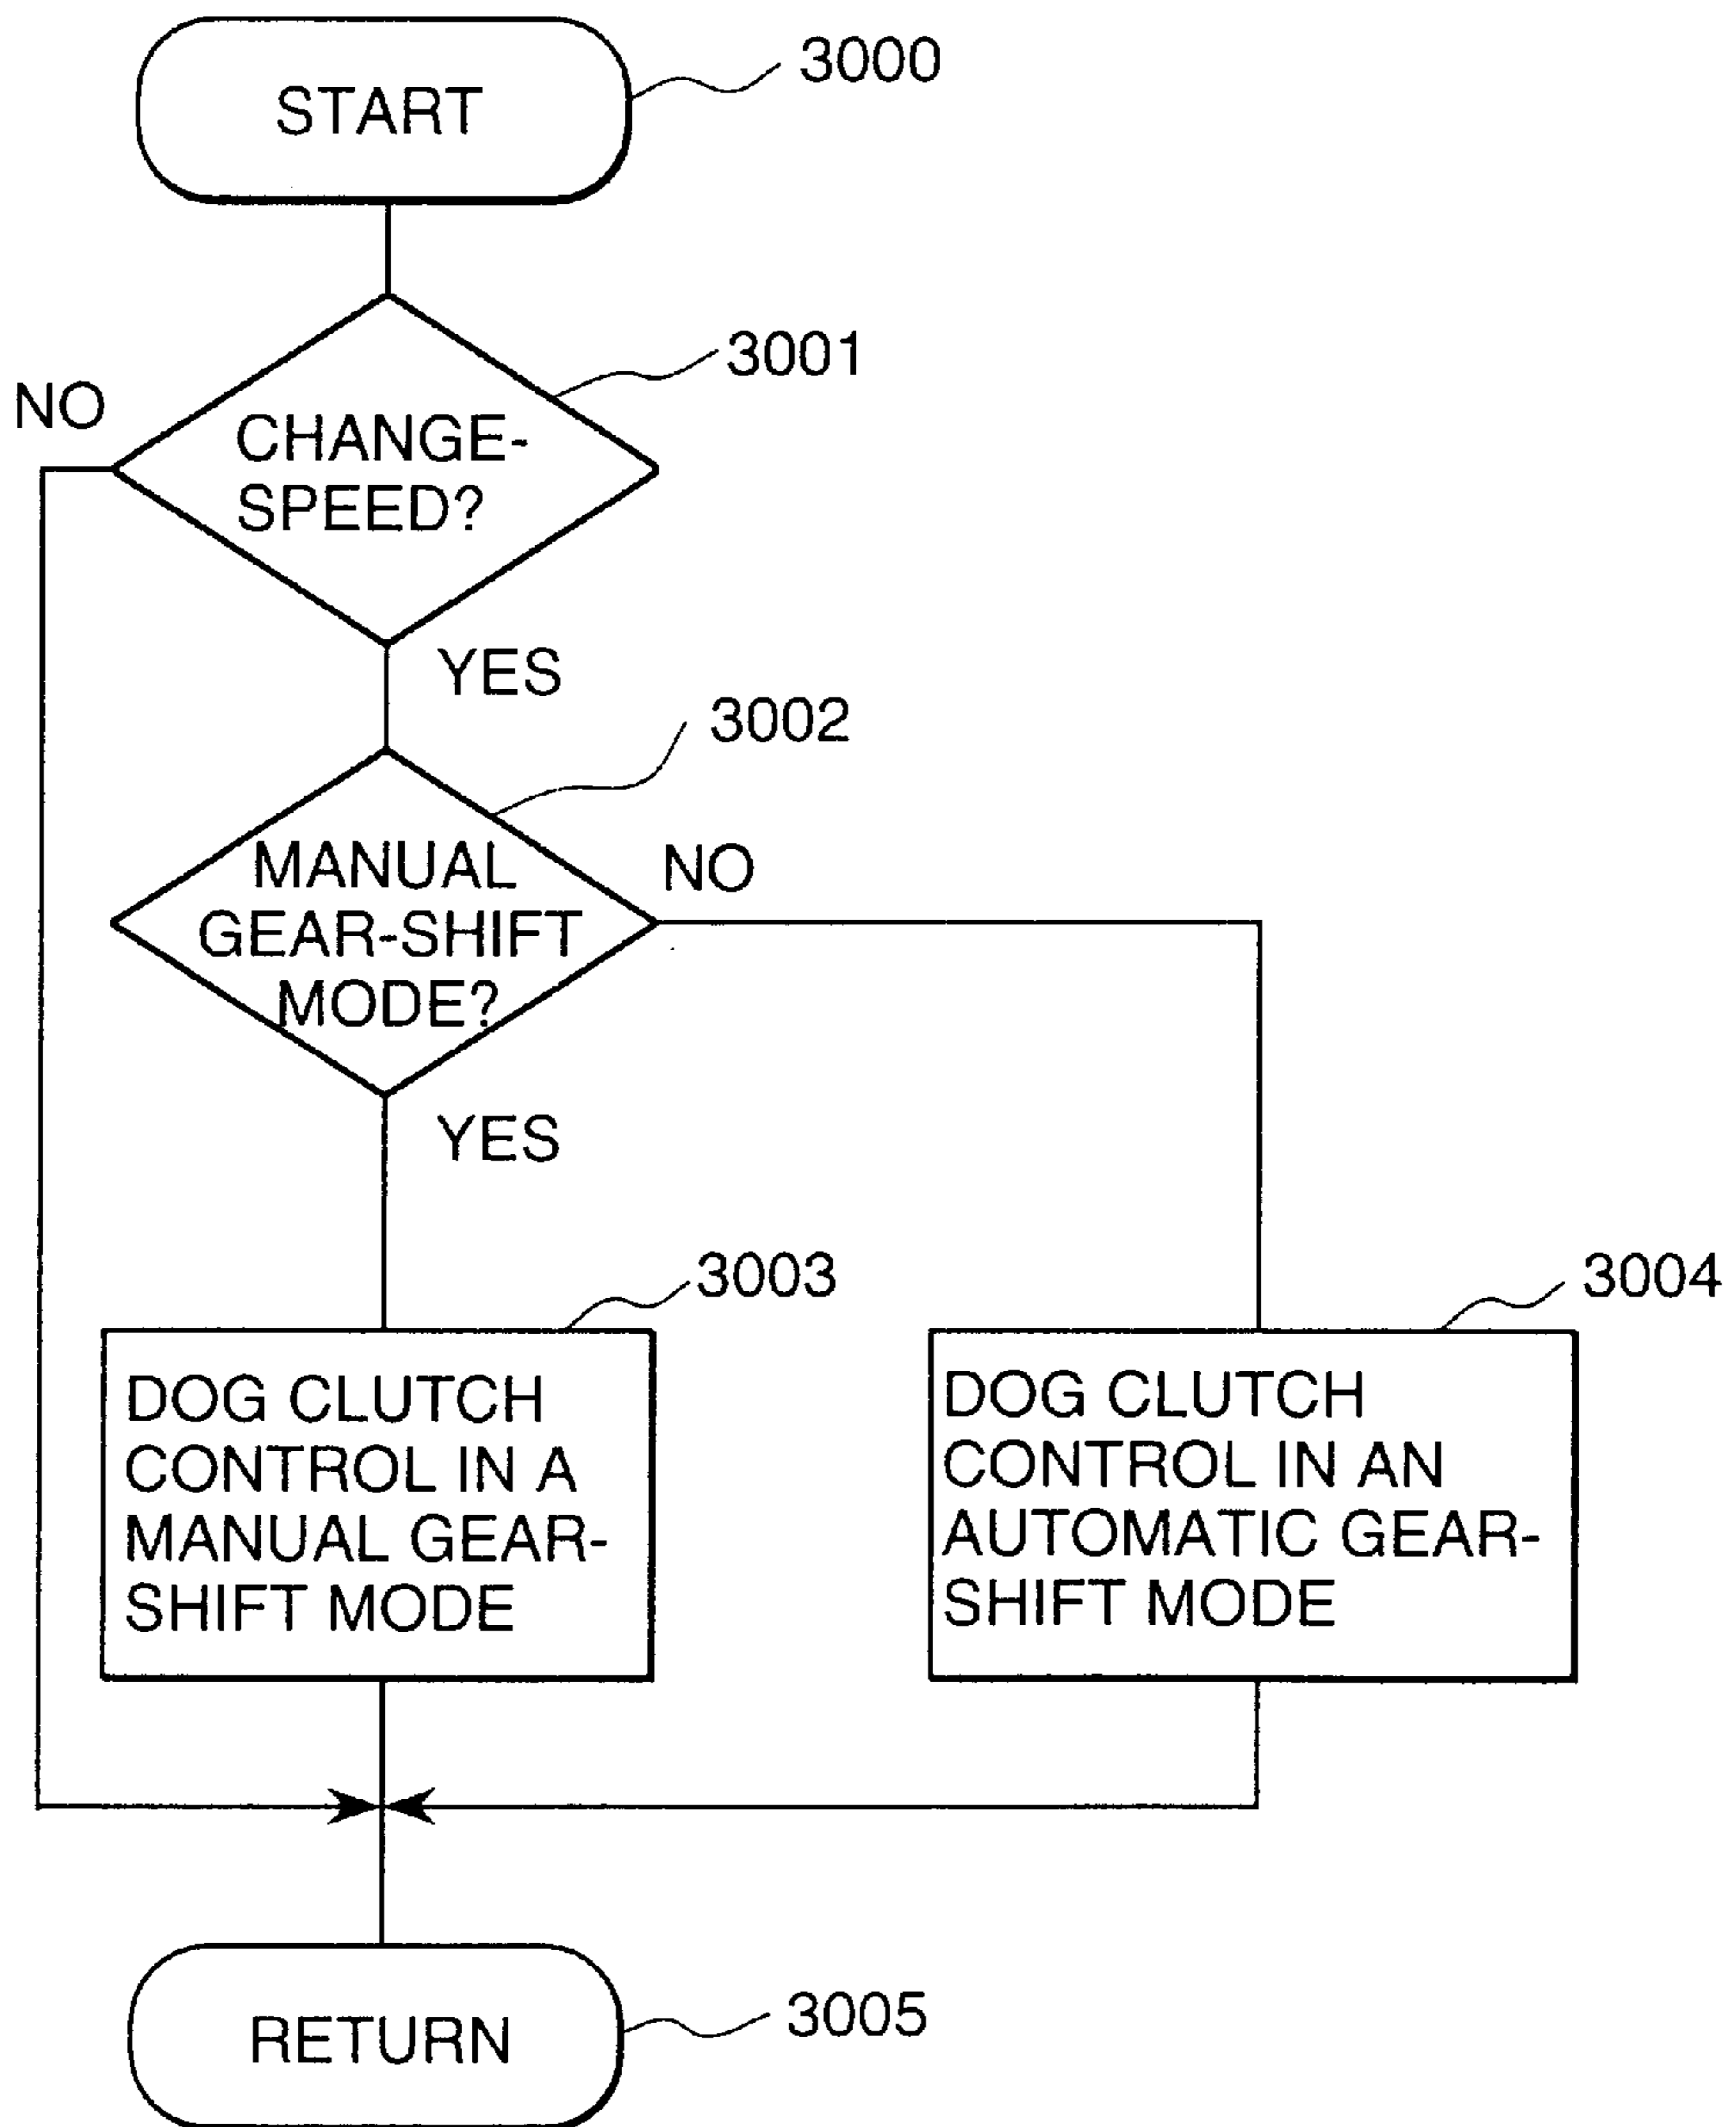 START
3000
3001
NO
CHANGE-
SPEED?
YES
3002
MANUAL
GEAR-SHIFT
MODE?
NO
YES
3003
3004
DOG CLUTCH
CONTROL IN A
MANUAL GEAR-
SHIFT MODE
DOG CLUTCH
CONTROL IN AN
AUTOMATIC GEAR-
SHIFT MODE
RETURN
3005